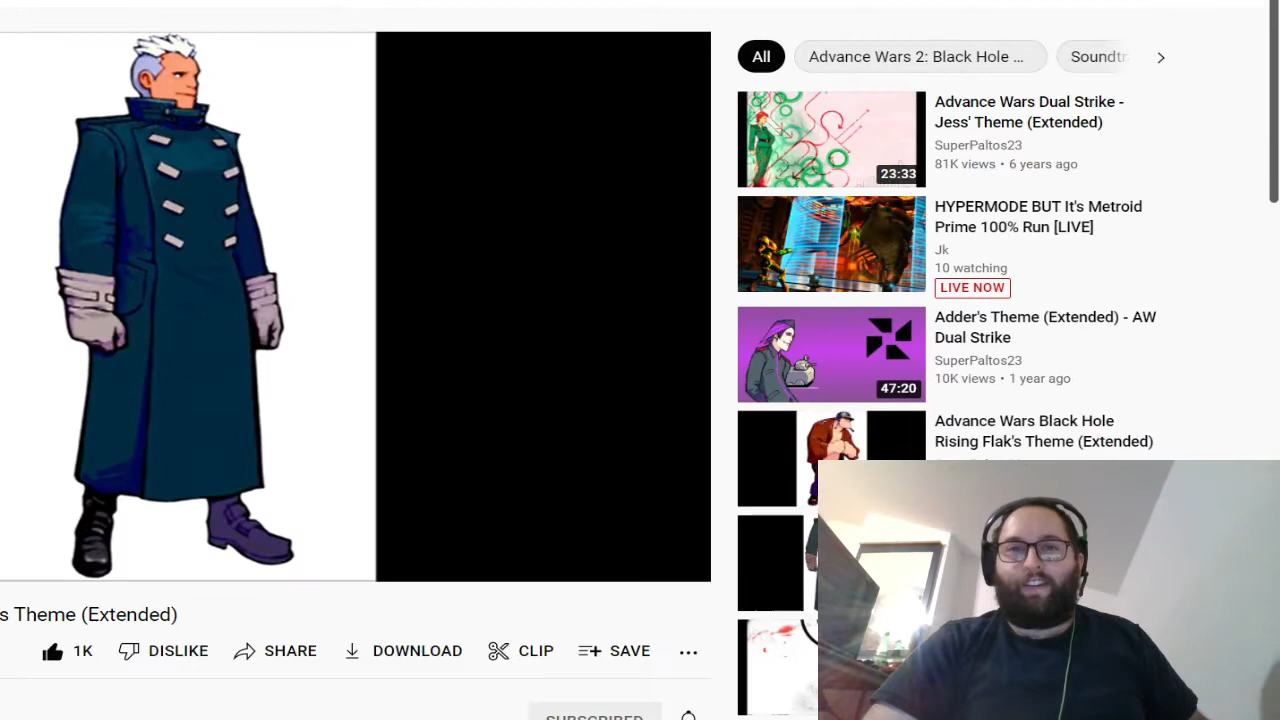 All
Advance Wars 2: Black Hole ...
Soundtr
Advance Wars Dual Strike -
Jess' Theme (Extended)
SuperPaltos23
81K views • 6 years ago
23:33
HYPERMODE BUT It's Metroid
Prime 100% Run [LIVE]
Jk
10 watching
LIVE NOW
Adder's Theme (Extended) - AW
Dual Strike
SuperPaltos23
10K views • 1 year ago
47:20
Advance Wars Black Hole
Rising Flak's Theme (Extended)
s Theme (Extended)
1K DISLIKE SHARE DOWNLOAD CLIP SAVE ...
SUBSCRIBED